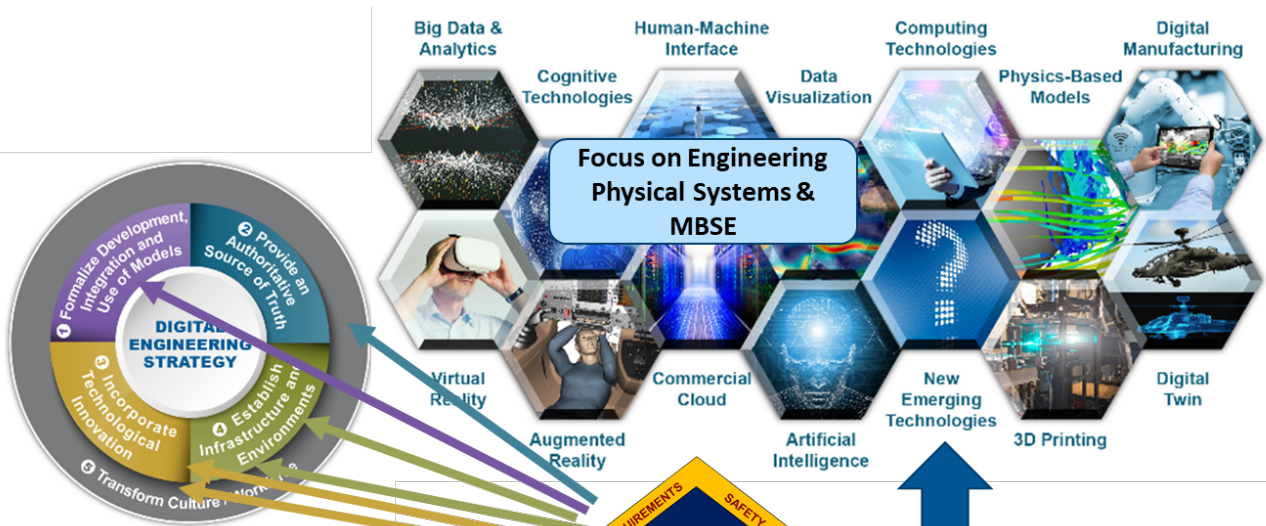 Big Data &
Analytics
Human-Machine
Interface
Computing
Technologies
Digital
Manufacturing
Cognitive
Technologies
Data
Visualization
Physics-Based
Models
Focus on Engineering
Physical Systems &
MBSE
1 Formalize Development,
Integration and
Use of Models
2 Provide an
Authoritative
Source of Truth
DIGITAL
ENGINEERING
STRATEGY
3 Incorporate
Technological
Innovation
4 Establish
Infrastructure and
Environments
5 Transform Culture
Virtual
Reality
Commercial
Cloud
New
Emerging
Technologies
Digital
Twin
Augmented
Reality
Artificial
Intelligence
3D Printing
SAFETY